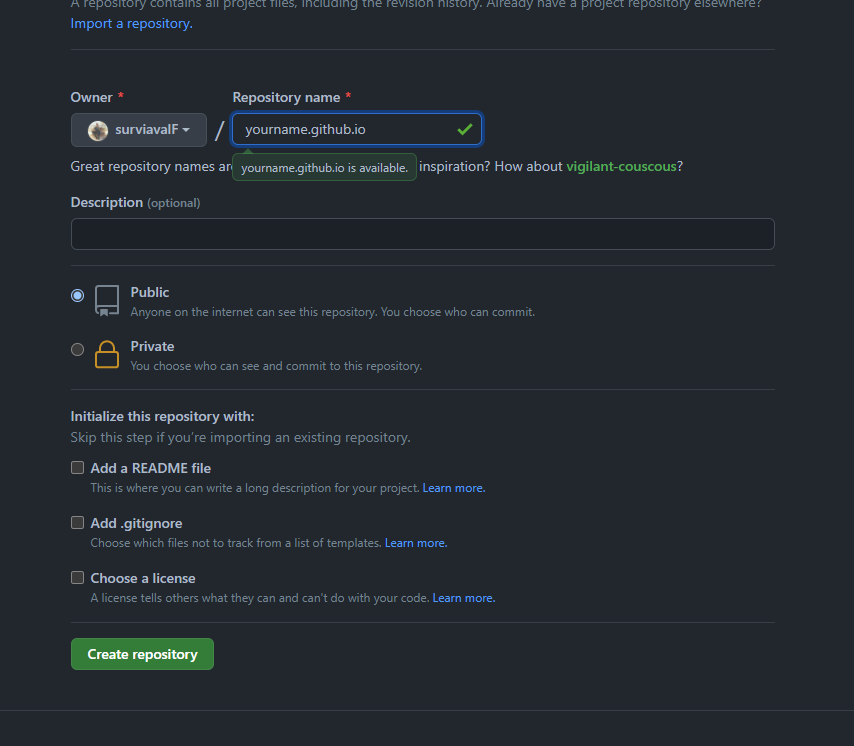 A repository contains all project files, including the revision history. Already have a project repository elsewhere?
Import a repository.
Owner * Repository name *
surviavalF / yourname.github.io
Great repository names are inspiration? How about vigilant-couscous?
yourname.github.io is available.
Description (optional)
Public
Anyone on the internet can see this repository. You choose who can commit.
Private
You choose who can see and commit to this repository.
Initialize this repository with:
Skip this step if you're importing an existing repository.
Add a README file
This is where you can write a long description for your project. Learn more.
Add .gitignore
Choose which files not to track from a list of templates. Learn more.
Choose a license
A license tells others what they can and can't do with your code. Learn more.
Create repository